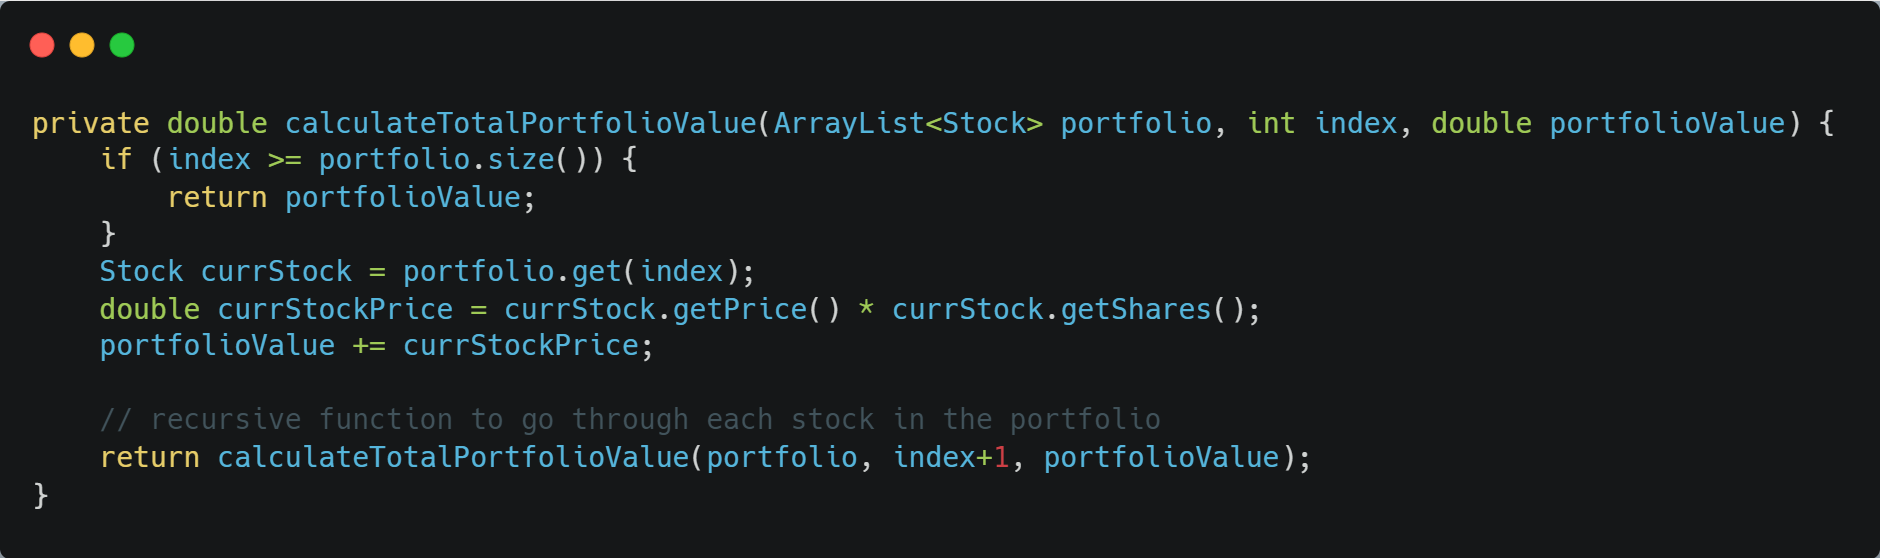 private double calculateTotalPortfolioValue(ArrayList<Stock> portfolio, int index, double portfolioValue) {
    if (index >= portfolio.size()) {
        return portfolioValue;
    }
    Stock currStock = portfolio.get(index);
    double currStockPrice = currStock.getPrice() * currStock.getShares();
    portfolioValue += currStockPrice;

    // recursive function to go through each stock in the portfolio
    return calculateTotalPortfolioValue(portfolio, index+1, portfolioValue);
}